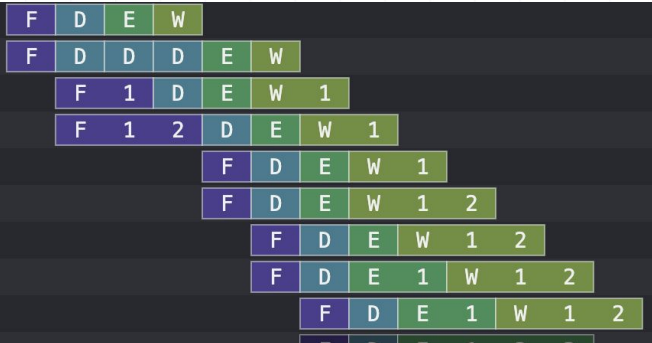 F D E W
F D D D E W
F 1 D E W 1
F 1 2 D E W 1
F D E W 1
F D E W 1 2
F D E W 1 2
F D E 1 W 1 2
F D E 1 W 1 2